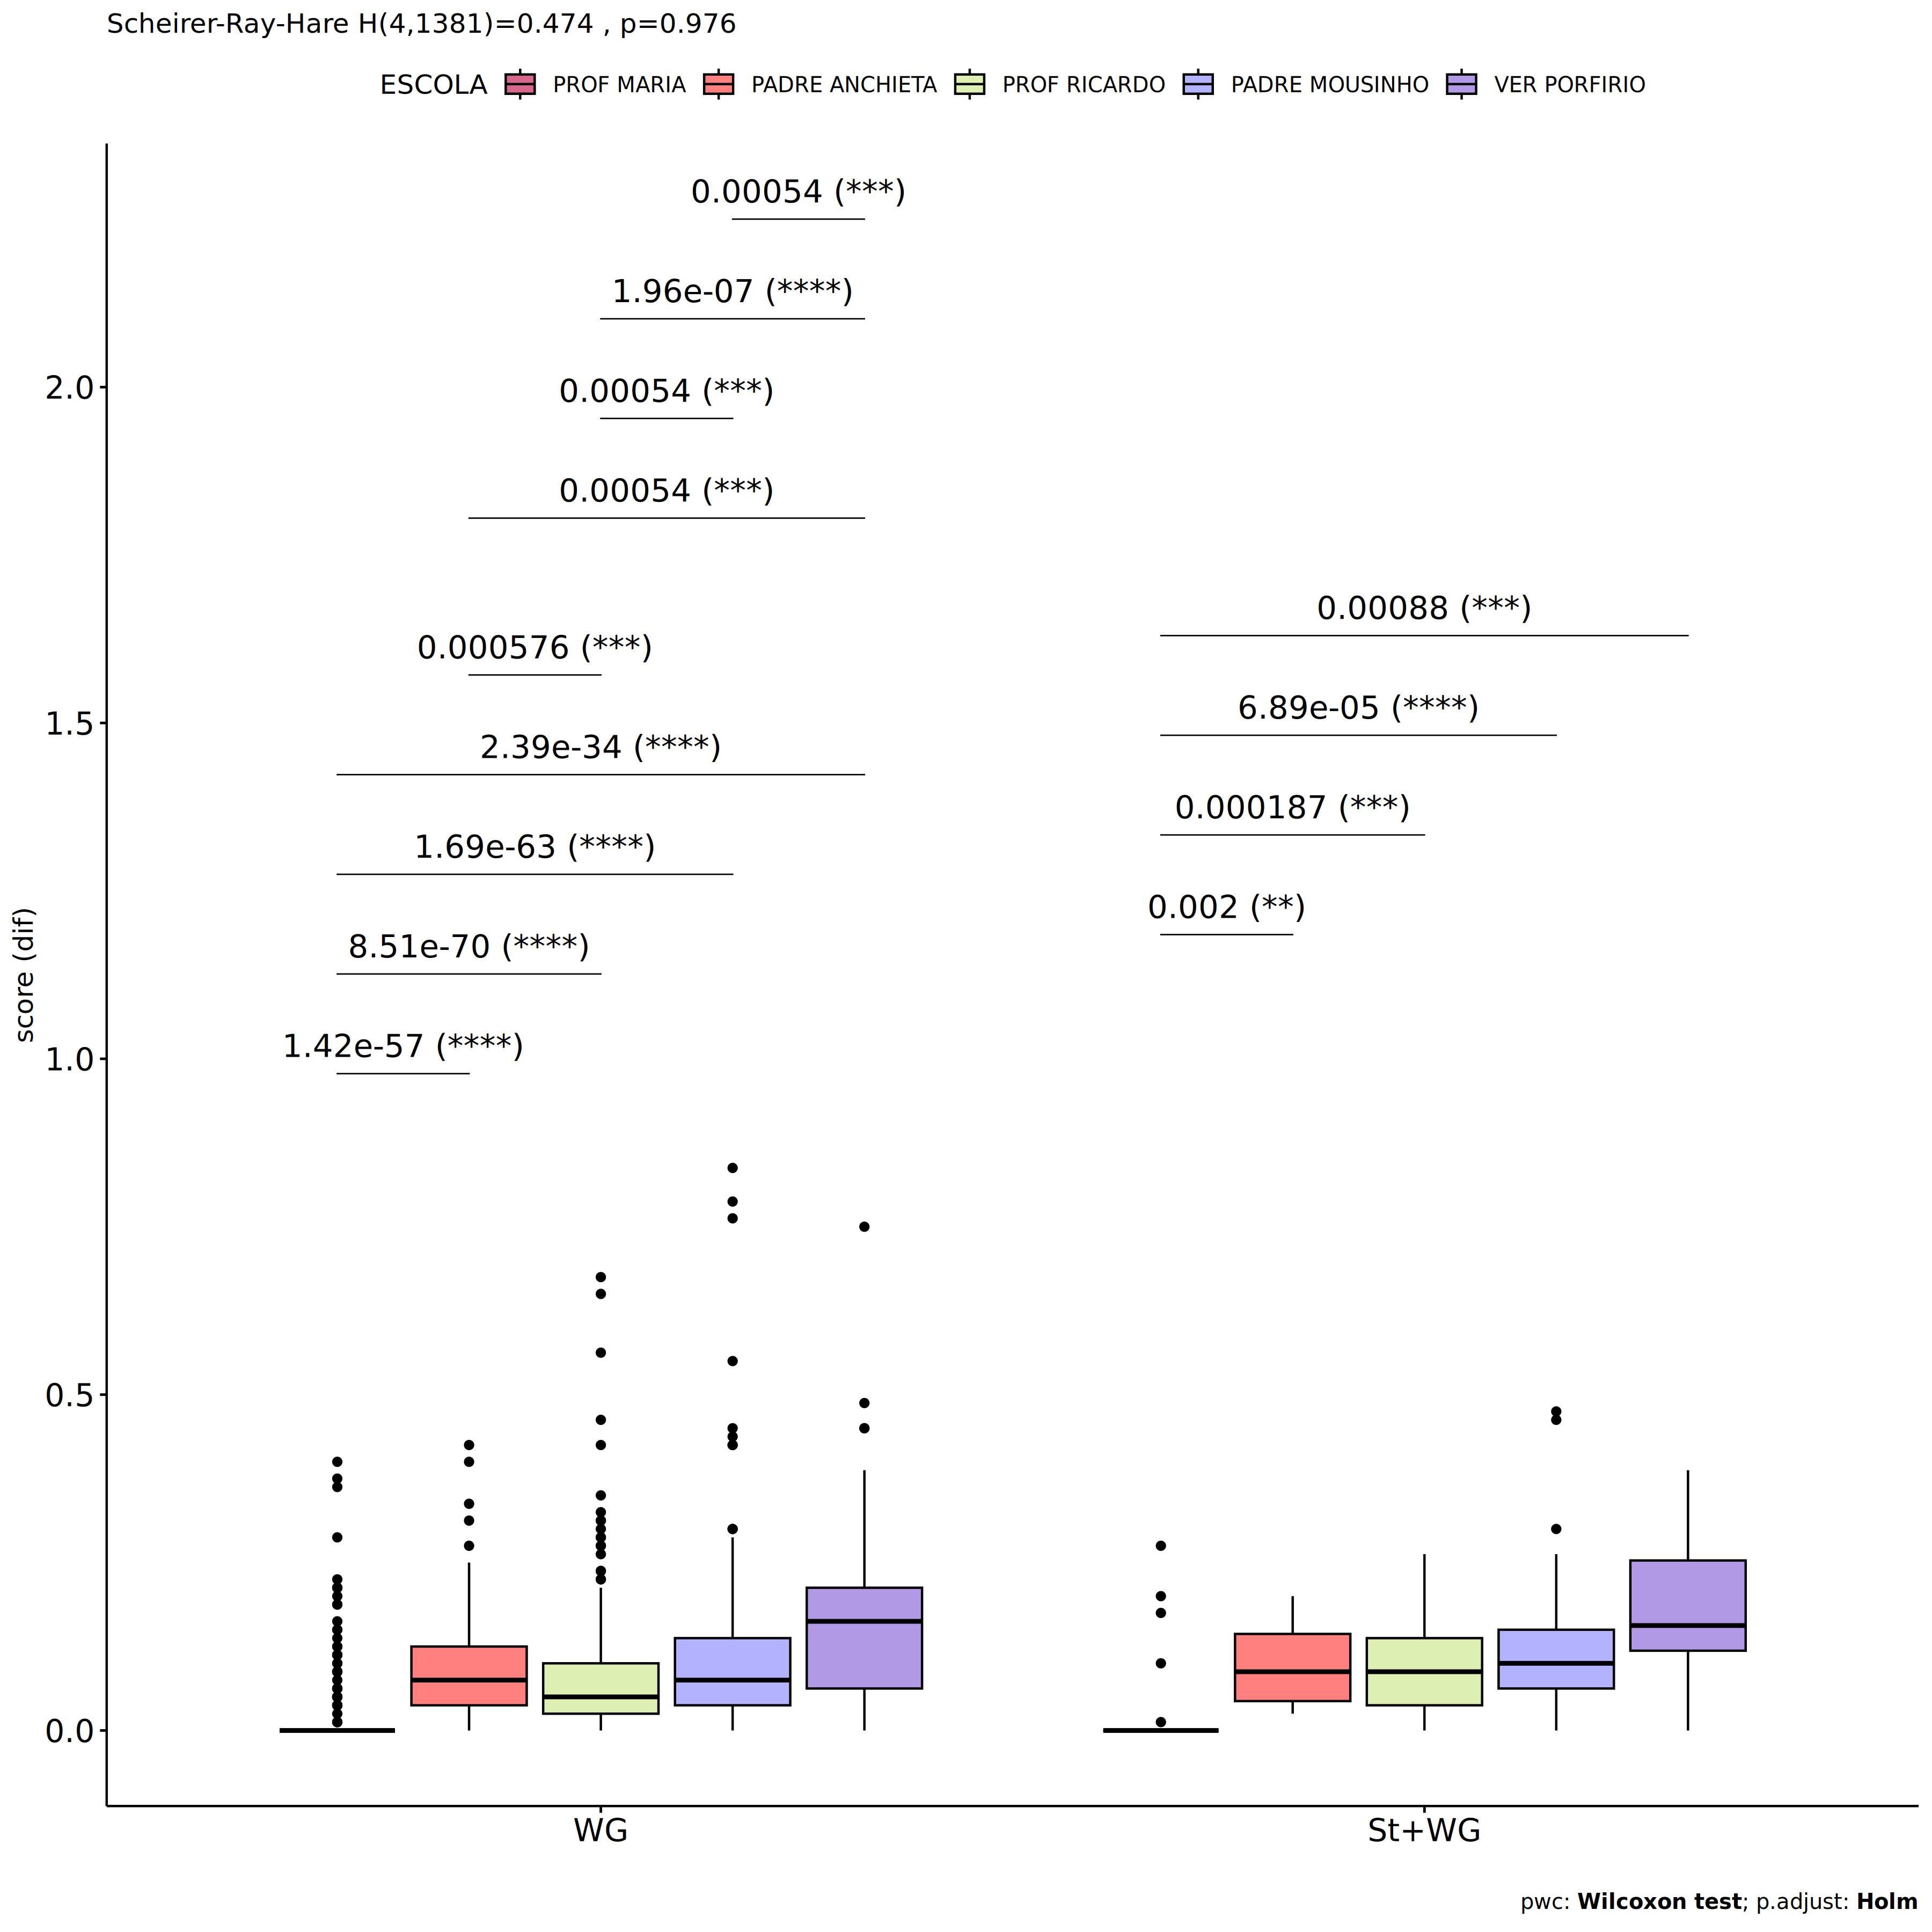 Scheirer-Ray-Hare H(4,1381)=0.474 , p=0.976
ESCOLA PROF MARIA PADRE ANCHIETA PROF RICARDO PADRE MOUSINHO VER PORFIRIO
0.00054 (***)
1.96e-07 (****)
2.0
0.00054 (***)
0.00054 (***)
0.00088 (***)
0.000576 (***)
1.5
6.89e-05 (****)
2.39e-34 (****)
0.000187 (***)
1.69e-63 (****)
0.002 (**)
8.51e-70 (****)
score (dif)
1.42e-57 (****)
1.0
0.5
0.0
WG
St+WG
pwc: Wilcoxon test; p.adjust: Holm